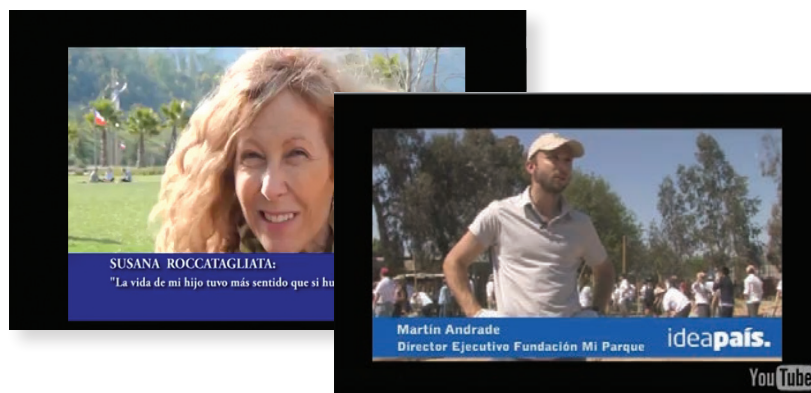 SUSANA ROCCATAGLIATA:
"La vida de mi hijo tuvo más sentido que si hu
Martín Andrade
Director Ejecutivo Fundación Mi Parque
ideapaís.
YouTube